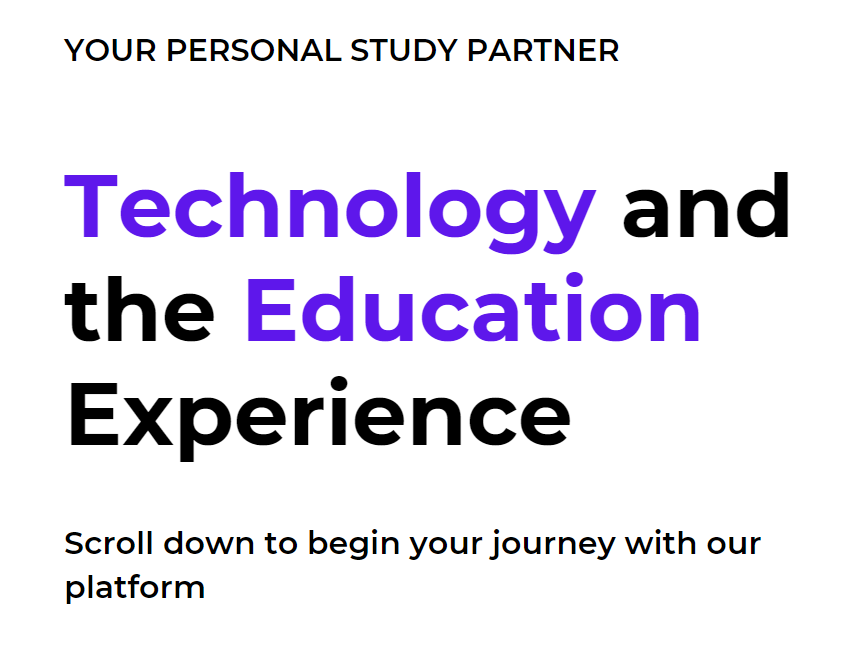 YOUR PERSONAL STUDY PARTNER
Technology and
the Education
Experience
Scroll down to begin your journey with our
platform